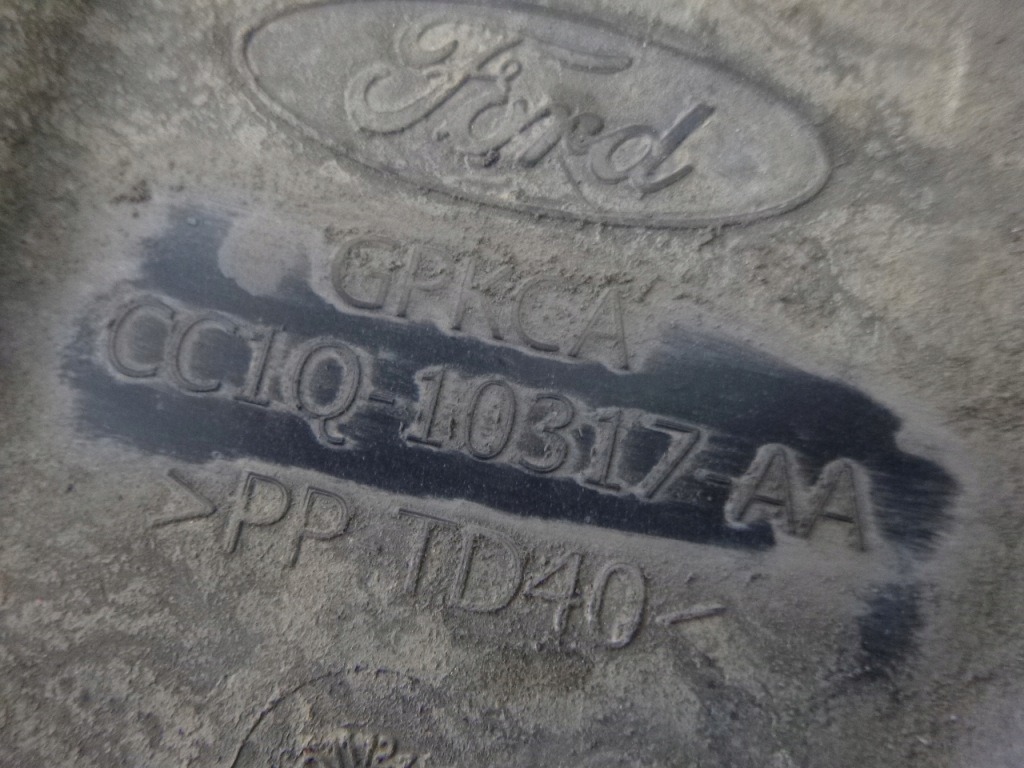 Ford
GPKCA
CC1Q-10317-AA
>PP TD40<